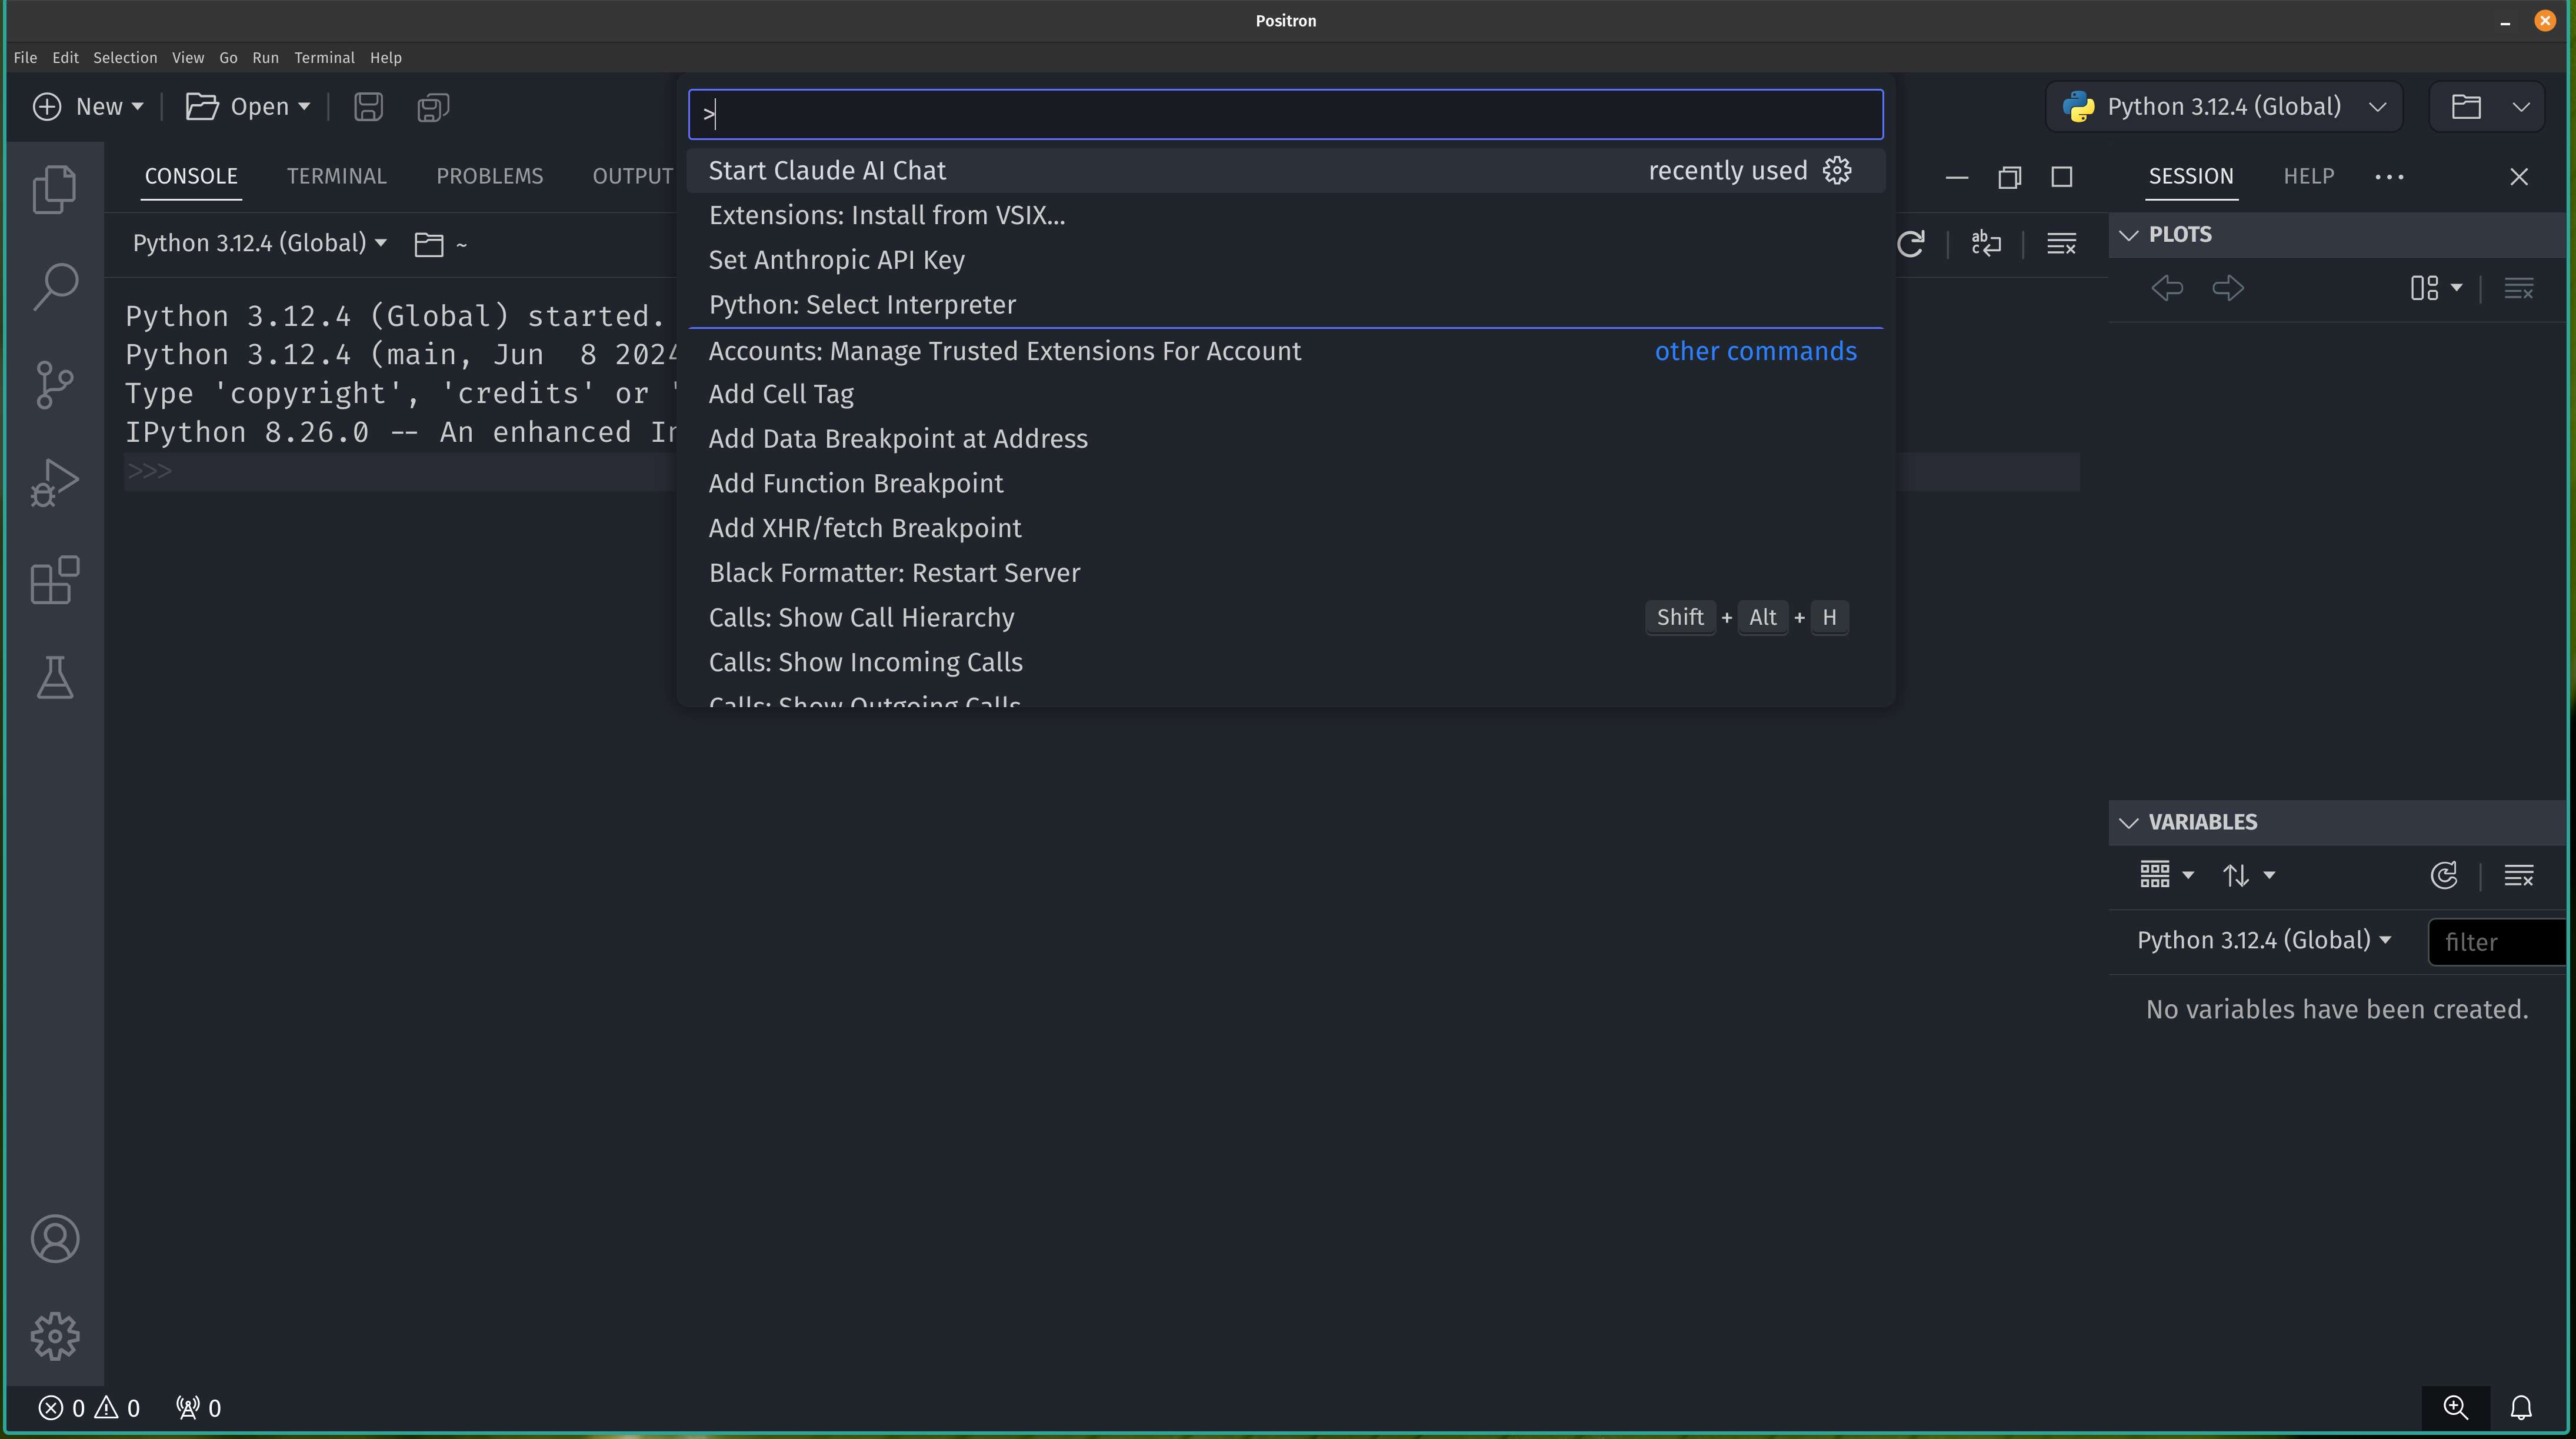 Positron
File Edit Selection View Go Run Terminal Help
New Open
>
Python 3.12.4 (Global)
CONSOLE TERMINAL PROBLEMS OUTPUT
Python 3.12.4 (Global) ~
Python 3.12.4 (Global) started.
Python 3.12.4 (main, Jun  8 2024
Type 'copyright', 'credits' or '
IPython 8.26.0 -- An enhanced In
>>>
Start Claude AI Chat recently used
Extensions: Install from VSIX...
Set Anthropic API Key
Python: Select Interpreter
Accounts: Manage Trusted Extensions For Account other commands
Add Cell Tag
Add Data Breakpoint at Address
Add Function Breakpoint
Add XHR/fetch Breakpoint
Black Formatter: Restart Server
Calls: Show Call Hierarchy Shift + Alt + H
Calls: Show Incoming Calls
Calls: Show Outgoing Calls
SESSION HELP
PLOTS
VARIABLES
Python 3.12.4 (Global) filter
No variables have been created.
0 0 0